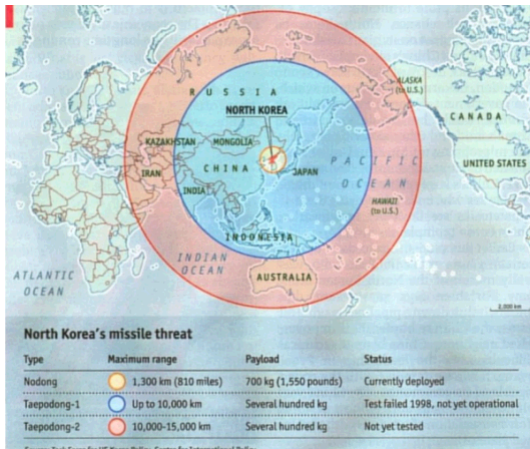 ALASKA
(to U.S.)
RUSSIA
NORTH KOREA
CANADA
KAZAKHSTAN
MONGOLIA
UNITED STATES
IRAN
CHINA
JAPAN
PACIFIC
OCEAN
INDIA
HAWAII
(to U.S.)
INDONESIA
INDIAN
OCEAN
ATLANTIC
OCEAN
AUSTRALIA
North Korea's missile threat
Type Maximum range Payload Status
Nodong 1,300 km (810 miles) 700 kg (1,550 pounds) Currently deployed
Taepodong-1 Up to 10,000 km Several hundred kg Test failed 1998, not yet operational
Taepodong-2 10,000-15,000 km Several hundred kg Not yet tested